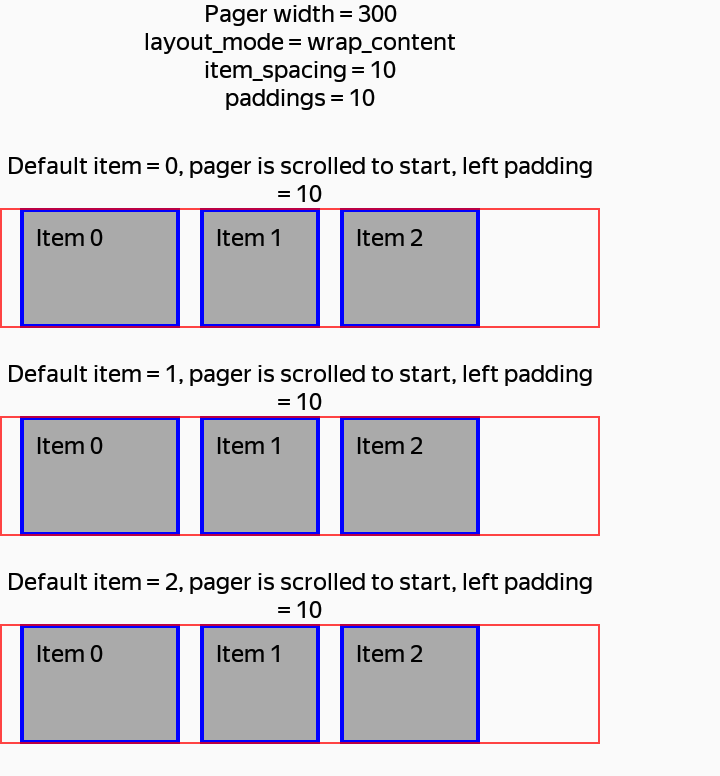 Pager width = 300
layout_mode = wrap_content
item_spacing = 10
paddings = 10
Default item = 0, pager is scrolled to start, left padding
= 10
Item 0 Item 1 Item 2
Default item = 1, pager is scrolled to start, left padding
= 10
Item 0 Item 1 Item 2
Default item = 2, pager is scrolled to start, left padding
= 10
Item 0 Item 1 Item 2